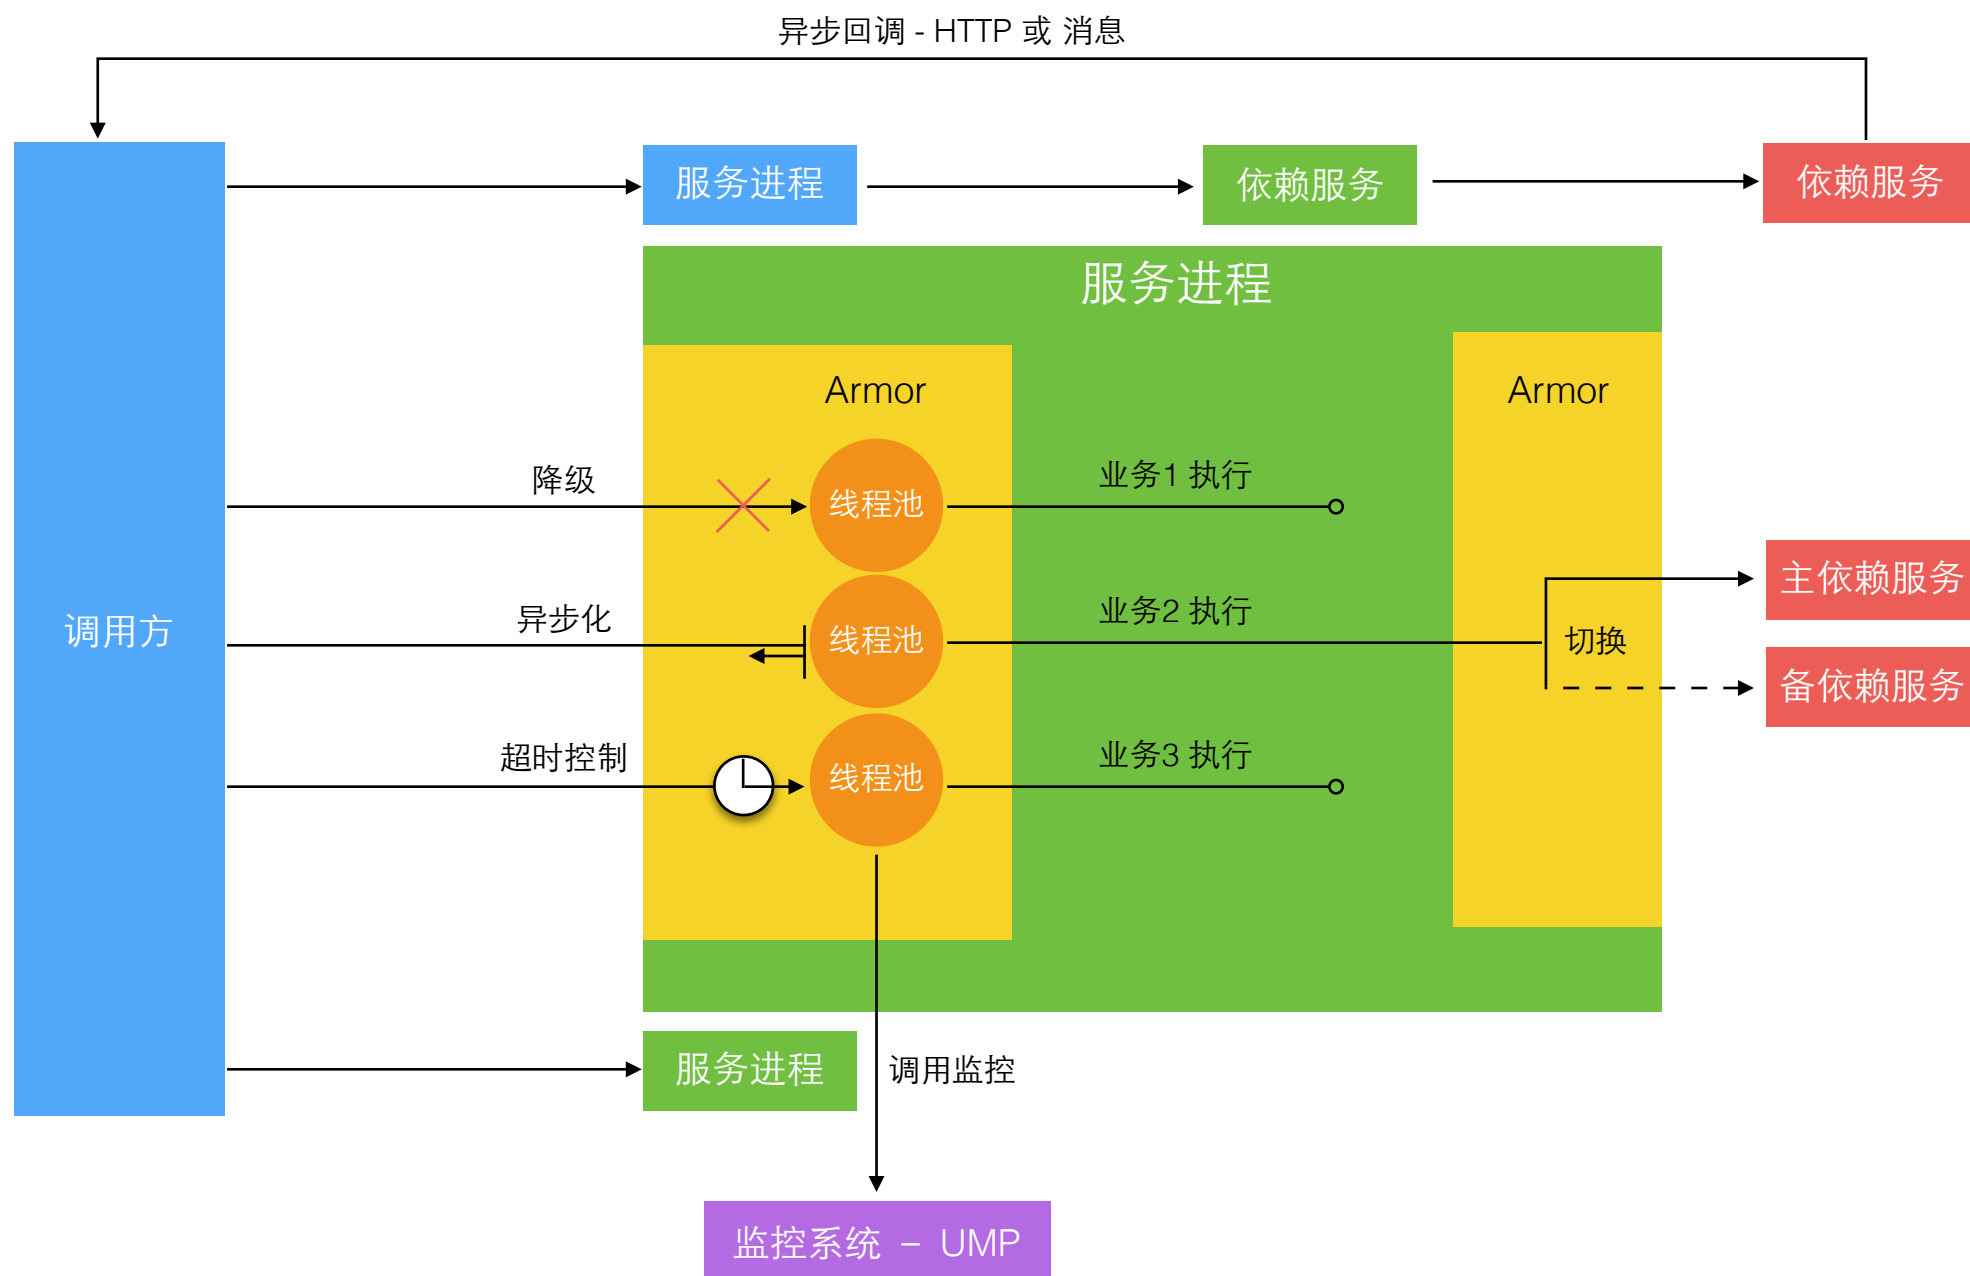 异步回调 - HTTP 或 消息
服务进程
依赖服务
依赖服务
服务进程
Armor
Armor
降级
线程池
业务1 执行
主依赖服务
调用方
异步化
线程池
业务2 执行
切换
备依赖服务
超时控制
线程池
业务3 执行
服务进程
调用监控
监控系统 – UMP